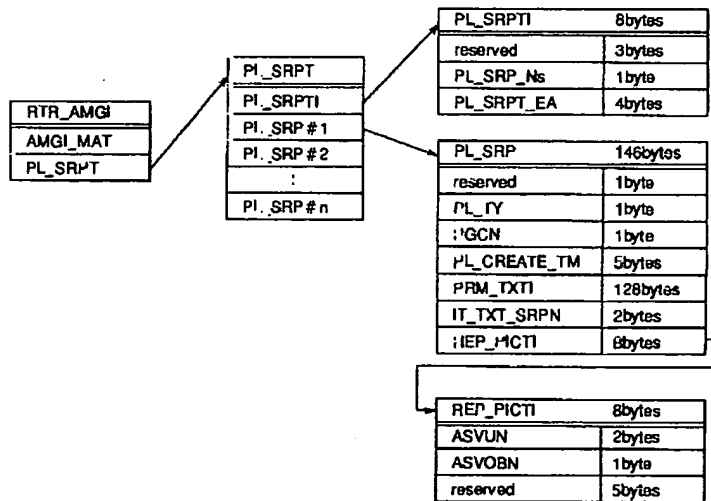 RTR_AMGI
AMGI_MAT
PL_SRPT
PL_SRPT
PL_SRPTI
PL_SRP#1
PL_SRP#2
:
PL_SRP#n
PL_SRPTI 8bytes
reserved 3bytes
PL_SRP_Ns 1byte
PL_SRPT_EA 4bytes
PL_SRP 146bytes
reserved 1byte
PL_TY 1byte
PGCN 1byte
PL_CREATE_TM 5bytes
PRM_TXTI 128bytes
IT_TXT_SRPN 2bytes
REP_PICTI 8bytes
REP_PICTI 8bytes
ASVUN 2bytes
ASVOBN 1byte
reserved 5bytes